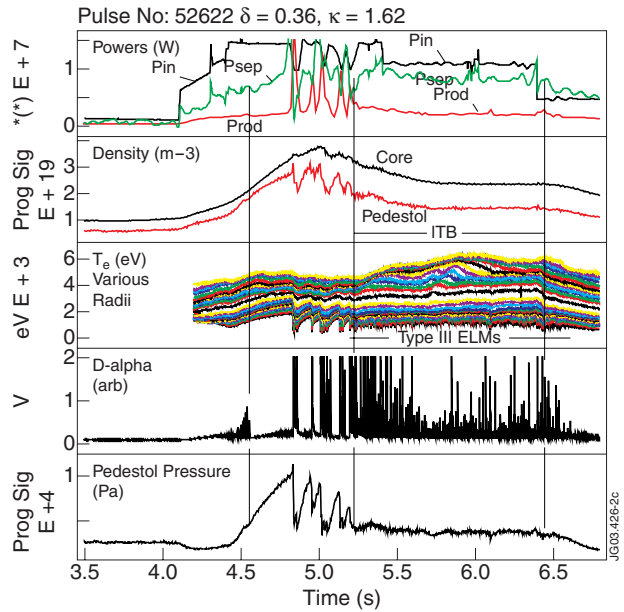 Pulse No: 52622 δ = 0.36, κ = 1.62
*(*) E + 7
1
0
Powers (W)
Pin
Psep
Prod
Pin
Psep
Prod
Prog Sig
E + 19
3
2
1
Density (m−3)
Core
Pedestol
ITB
eV E + 3
6
4
2
0
Te (eV)
Various
Radii
Type III ELMs
V
2
1
0
D-alpha
(arb)
Prog Sig
E +4
1
Pedestol Pressure
(Pa)
3.5 4.0 4.5 5.0 5.5 6.0 6.5
Time (s)
JG03.426-2c